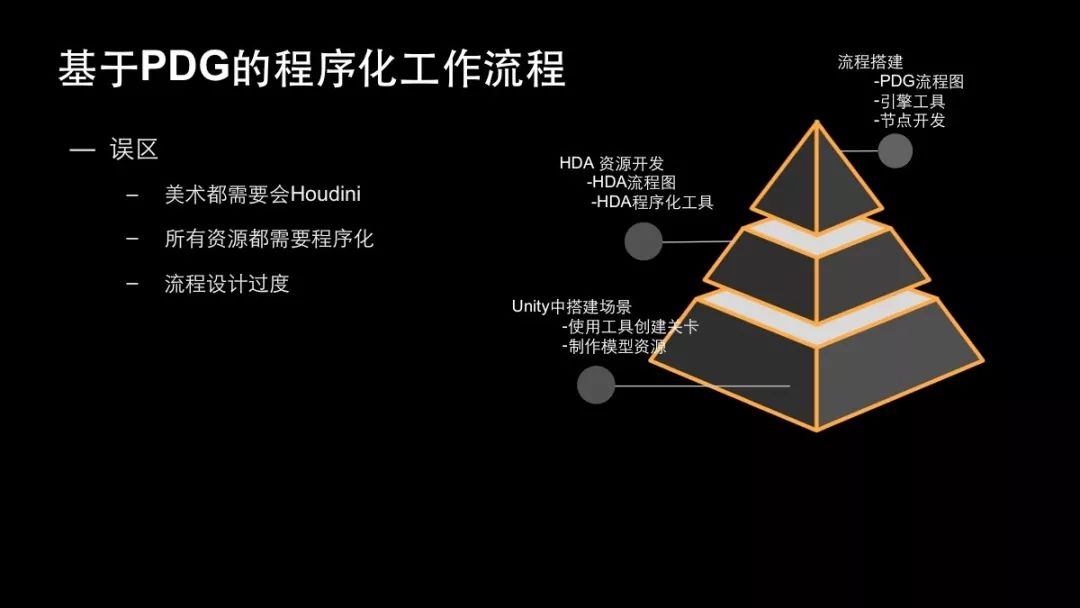 基于PDG的程序化工作流程
— 误区
– 美术都需要会Houdini
– 所有资源都需要程序化
– 流程设计过度
流程搭建
-PDG流程图
-引擎工具
-节点开发
HDA 资源开发
-HDA流程图
-HDA程序化工具
Unity中搭建场景
-使用工具创建关卡
-制作模型资源